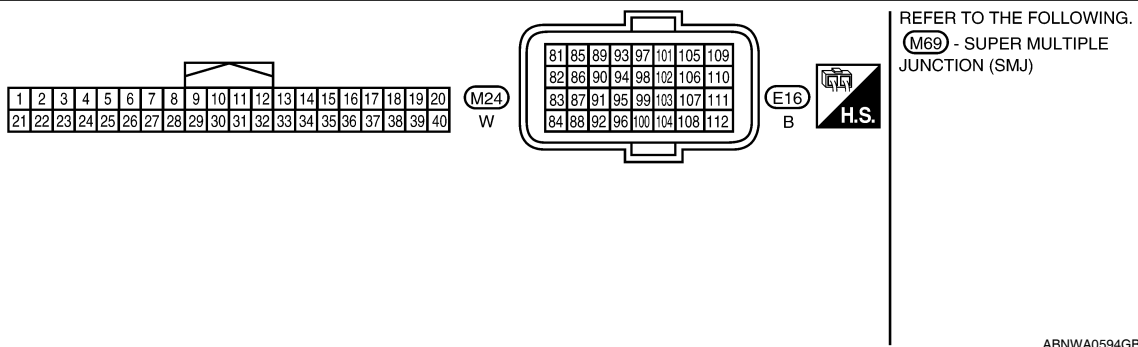 1 2 3 4 5 6 7 8 9 10 11 12 13 14 15 16 17 18 19 20
21 22 23 24 25 26 27 28 29 30 31 32 33 34 35 36 37 38 39 40
M24
W
81 85 89 93 97 101 105 109
82 86 90 94 98 102 106 110
83 87 91 95 99 103 107 111
84 88 92 96 100 104 108 112
E16
B
H.S.
REFER TO THE FOLLOWING.
M69 - SUPER MULTIPLE
JUNCTION (SMJ)
ABNWA0594GB